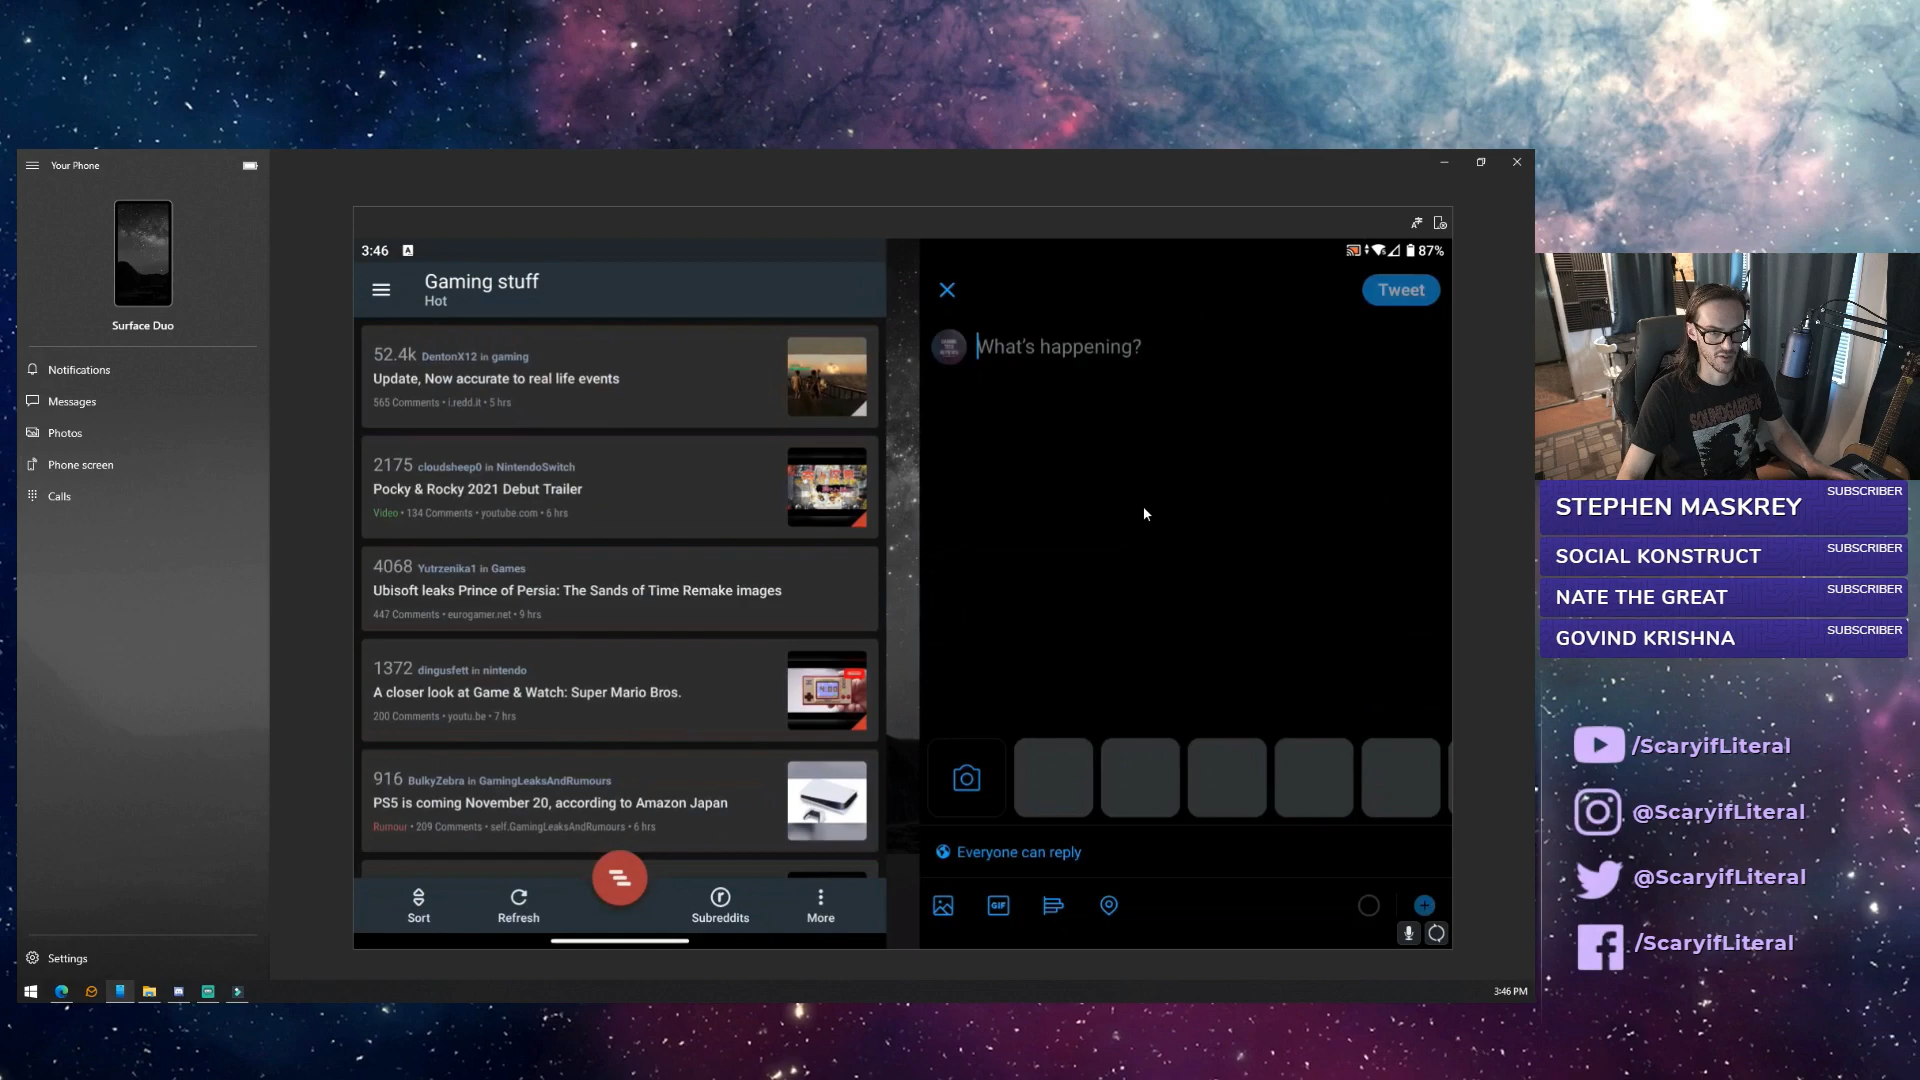 Your Phone
Surface Duo
Notifications
Messages
Photos
Phone screen
Calls
Settings
3:46
87%
Gaming stuff
Hot
52.4k DentonX12 in gaming
Update, Now accurate to real life events
565 Comments • i.redd.it • 5 hrs
2175 cloudsheep0 in NintendoSwitch
Pocky & Rocky 2021 Debut Trailer
Video • 134 Comments • youtube.com • 6 hrs
4068 Yutrzenika1 in Games
Ubisoft leaks Prince of Persia: The Sands of Time Remake images
447 Comments • eurogamer.net • 9 hrs
1372 dingusfett in nintendo
A closer look at Game & Watch: Super Mario Bros.
200 Comments • youtu.be • 7 hrs
916 BulkyZebra in GamingLeaksAndRumours
PS5 is coming November 20, according to Amazon Japan
Rumour • 209 Comments • self.GamingLeaksAndRumours • 6 hrs
Sort
Refresh
Subreddits
More
Tweet
What's happening?
Everyone can reply
GIF
3:46 PM
SOUNDGARDEN
STEPHEN MASKREY SUBSCRIBER
SOCIAL KONSTRUCT SUBSCRIBER
NATE THE GREAT SUBSCRIBER
GOVIND KRISHNA SUBSCRIBER
/ScaryifLiteral
@ScaryifLiteral
@ScaryifLiteral
/ScaryifLiteral